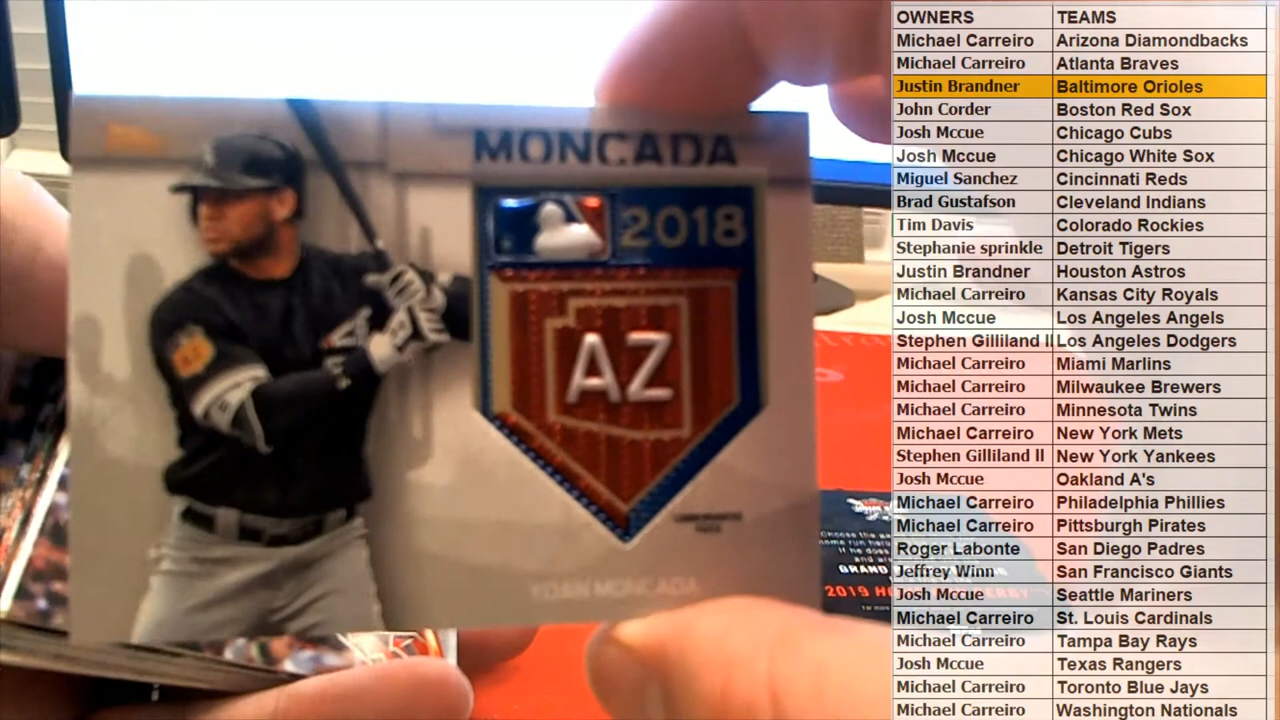 MONCADA
2018
AZ
YOAN MONCADA
GRAND
2019 H
OWNERS TEAMS
Michael Carreiro Arizona Diamondbacks
Michael Carreiro Atlanta Braves
Justin Brandner Baltimore Orioles
John Corder Boston Red Sox
Josh Mccue Chicago Cubs
Josh Mccue Chicago White Sox
Miguel Sanchez Cincinnati Reds
Brad Gustafson Cleveland Indians
Tim Davis Colorado Rockies
Stephanie sprinkle Detroit Tigers
Justin Brandner Houston Astros
Michael Carreiro Kansas City Royals
Josh Mccue Los Angeles Angels
Stephen Gilliland II Los Angeles Dodgers
Michael Carreiro Miami Marlins
Michael Carreiro Milwaukee Brewers
Michael Carreiro Minnesota Twins
Michael Carreiro New York Mets
Stephen Gilliland II New York Yankees
Josh Mccue Oakland A's
Michael Carreiro Philadelphia Phillies
Michael Carreiro Pittsburgh Pirates
Roger Labonte San Diego Padres
Jeffrey Winn San Francisco Giants
Josh Mccue Seattle Mariners
Michael Carreiro St. Louis Cardinals
Michael Carreiro Tampa Bay Rays
Josh Mccue Texas Rangers
Michael Carreiro Toronto Blue Jays
Michael Carreiro Washington Nationals